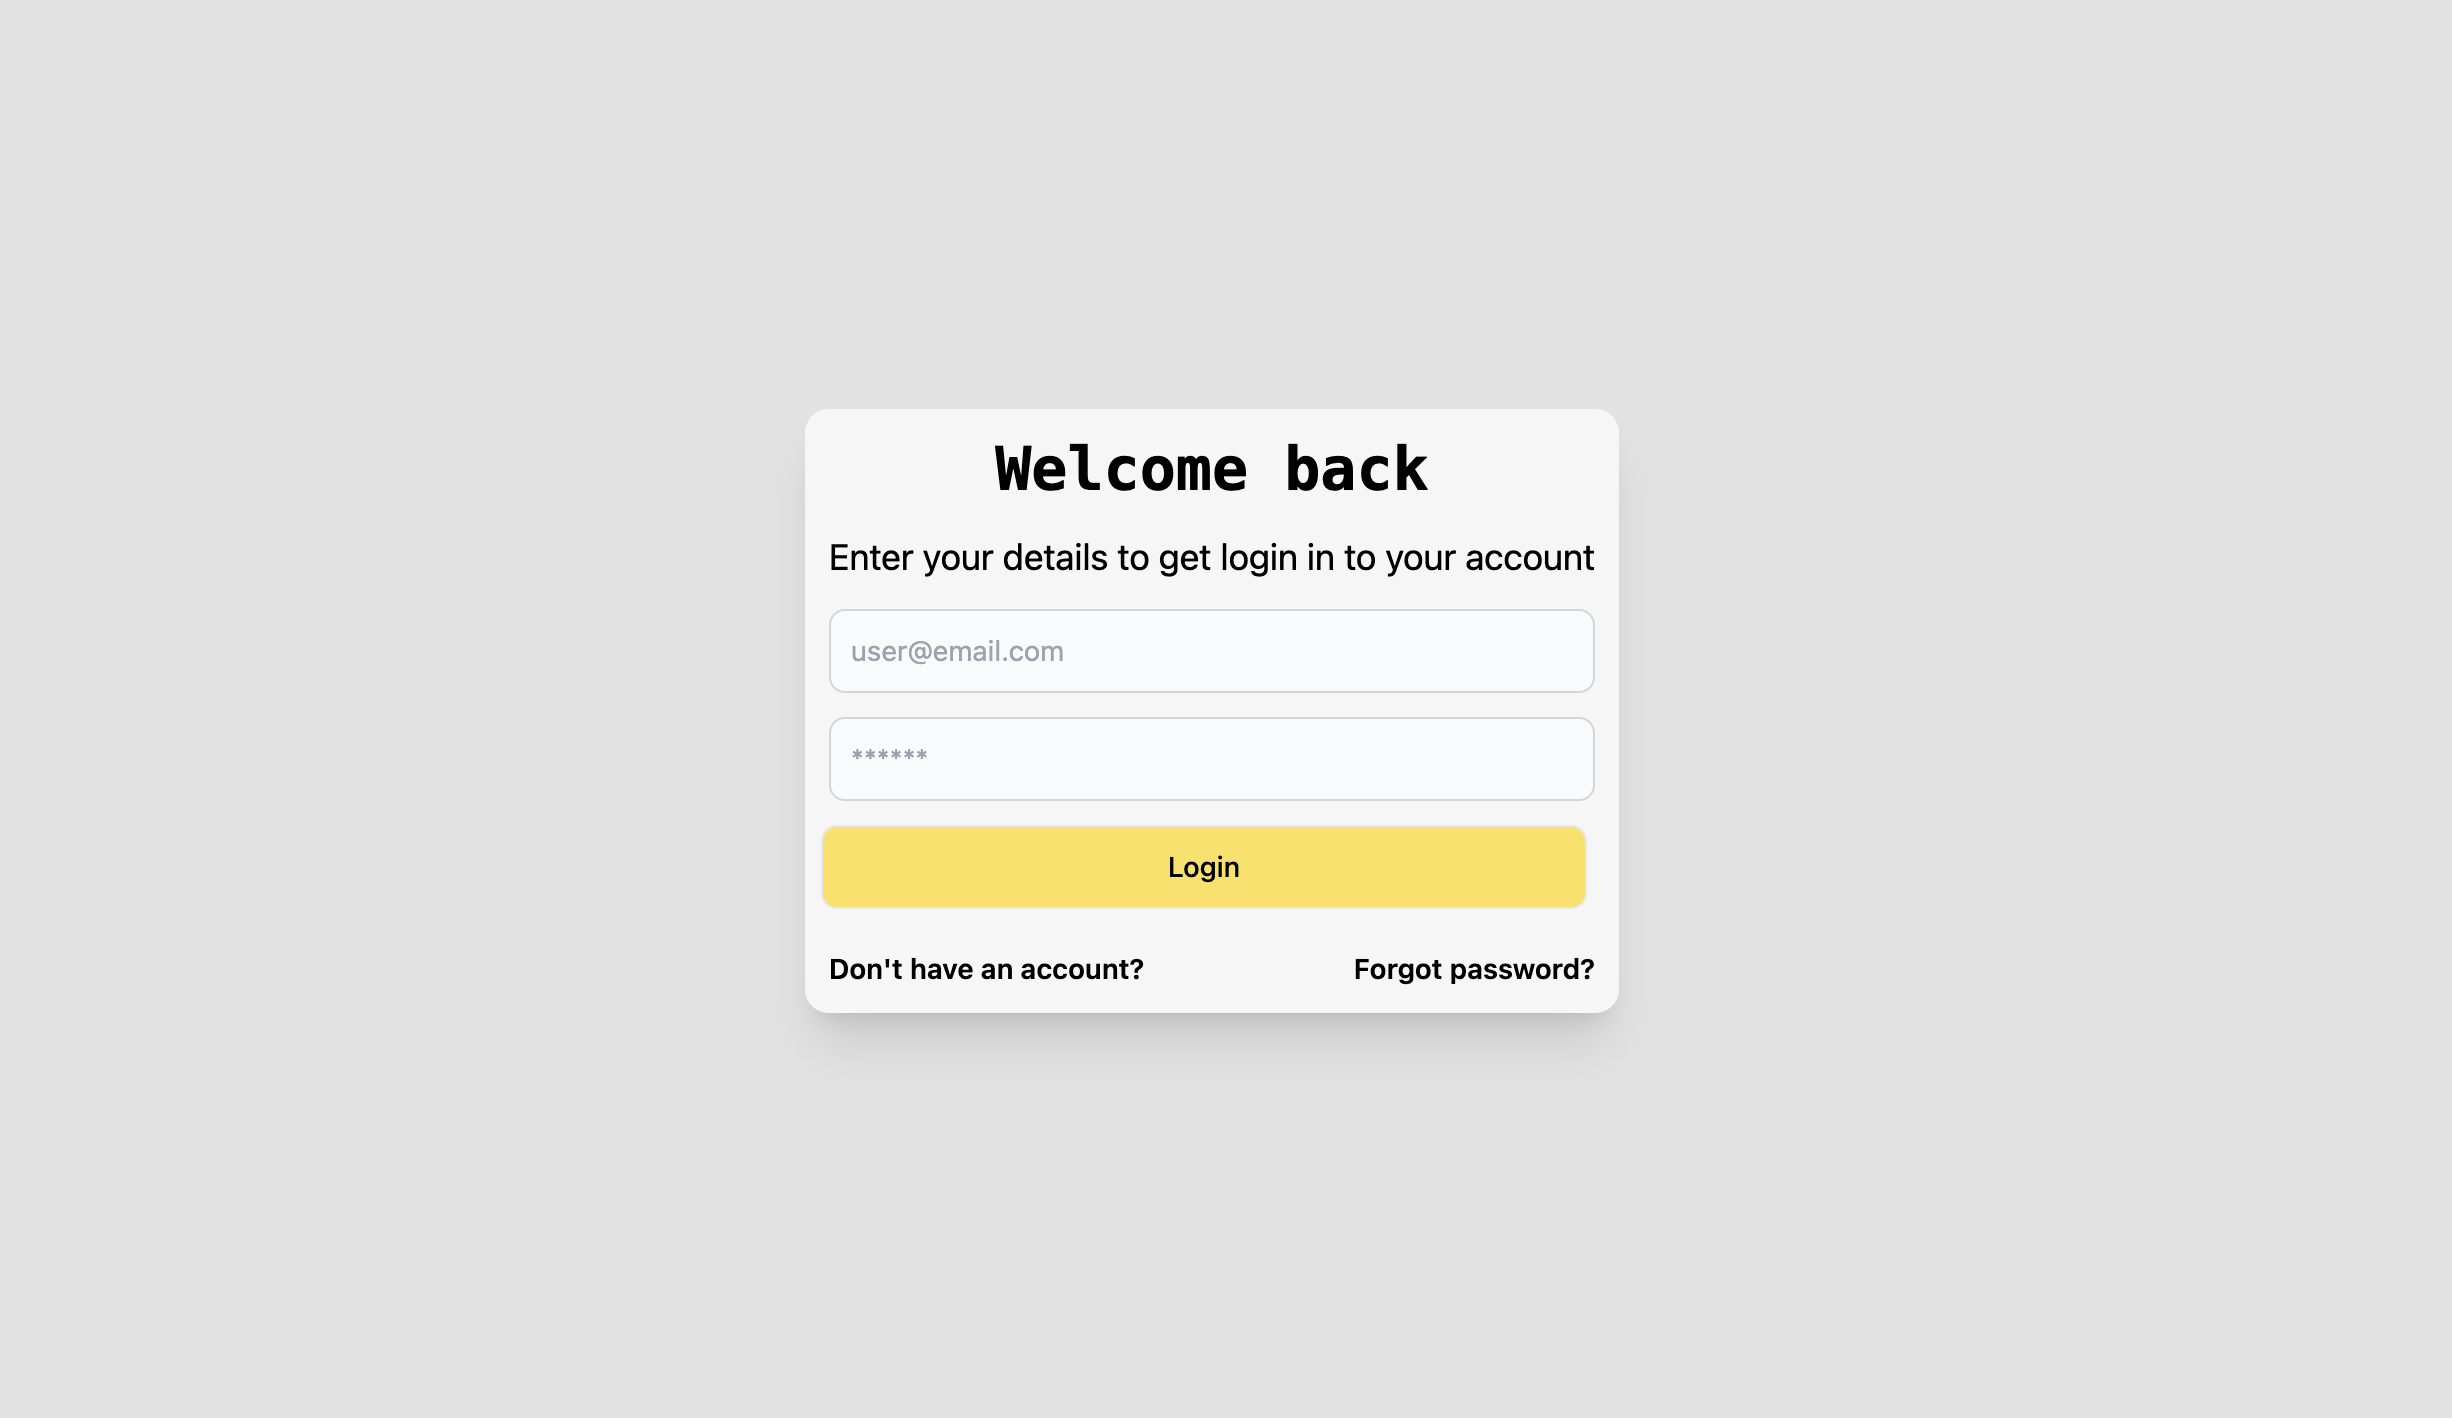 Welcome back
Enter your details to get login in to your account
user@email.com
******
Login
Don't have an account? Forgot password?